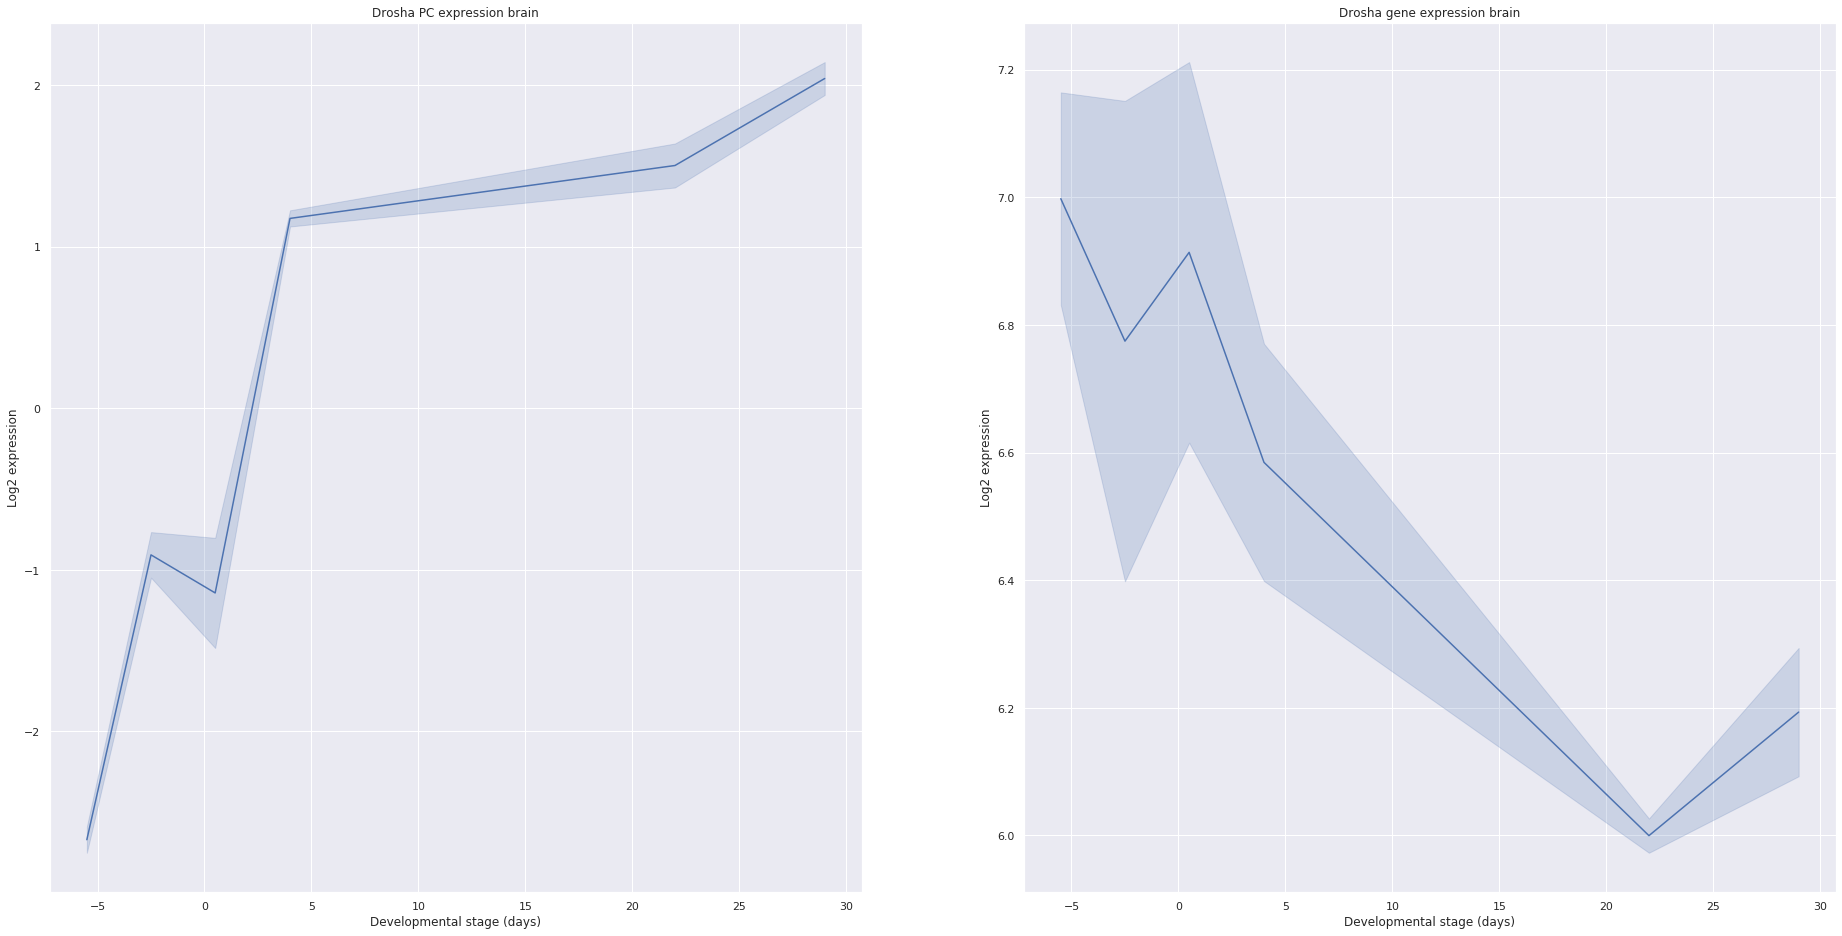 Drosha PC expression brain
2
1
0
−1
−2
Log2 expression
−5 0 5 10 15 20 25 30
Developmental stage (days)
Drosha gene expression brain
7.2
7.0
6.8
6.6
6.4
6.2
6.0
Log2 expression
−5 0 5 10 15 20 25 30
Developmental stage (days)